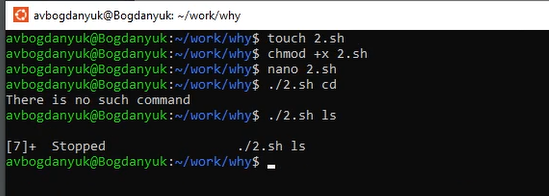 avbogdanyuk@Bogdanyuk: ~/work/why
avbogdanyuk@Bogdanyuk:~/work/why$ touch 2.sh
avbogdanyuk@Bogdanyuk:~/work/why$ chmod +x 2.sh
avbogdanyuk@Bogdanyuk:~/work/why$ nano 2.sh
avbogdanyuk@Bogdanyuk:~/work/why$ ./2.sh cd
There is no such command
avbogdanyuk@Bogdanyuk:~/work/why$ ./2.sh ls
[7]+  Stopped                 ./2.sh ls
avbogdanyuk@Bogdanyuk:~/work/why$